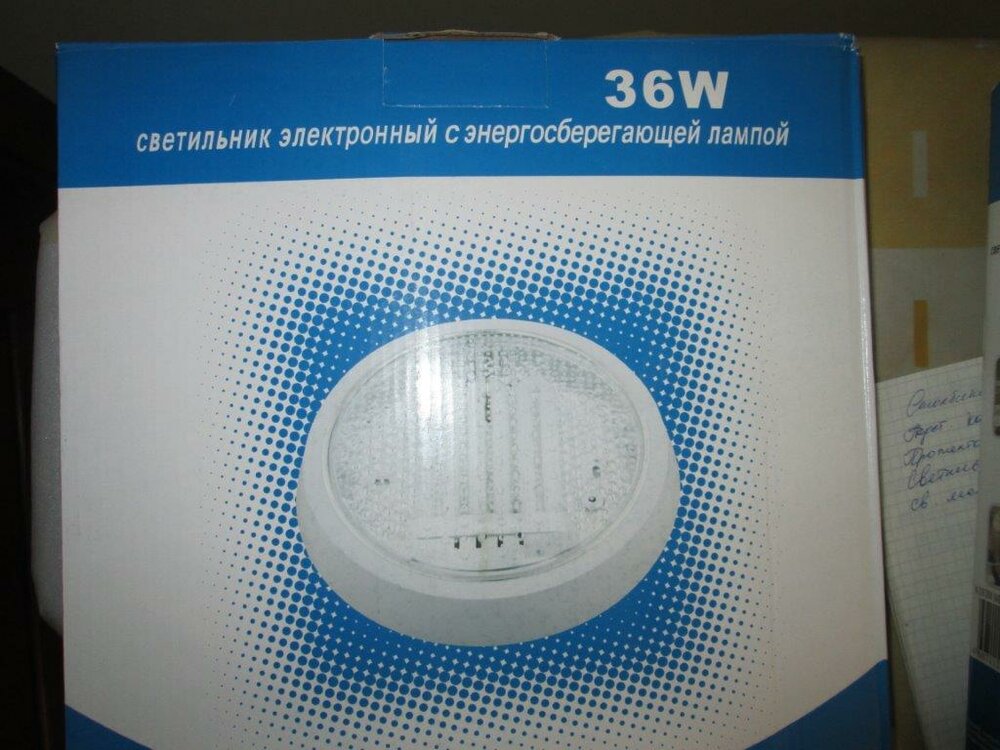 36W
светильник электронный с энергосберегающей лампой